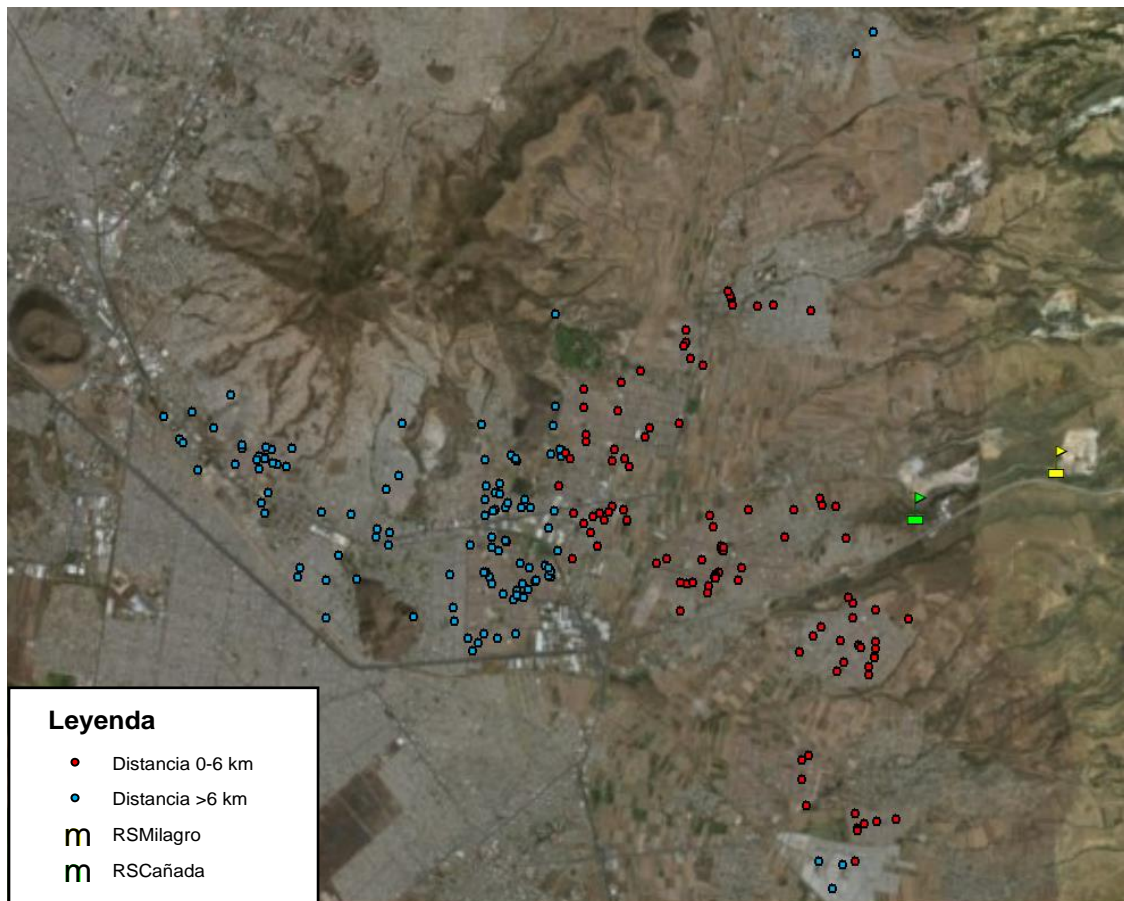 Leyenda
Distancia 0-6 km
Distancia >6 km
m RSMilagro
m RSCañada